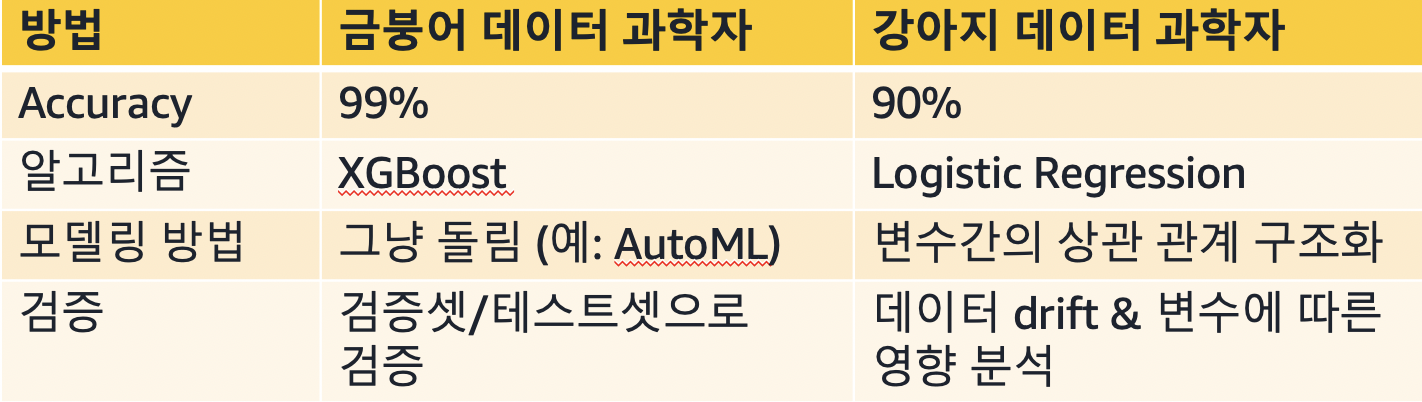 방법 금붕어 데이터 과학자 강아지 데이터 과학자
Accuracy 99% 90%
알고리즘 XGBoost Logistic Regression
모델링 방법 그냥 돌림 (예: AutoML) 변수간의 상관 관계 구조화
검증 검증셋/테스트셋으로 데이터 drift & 변수에 따른
검증 영향 분석